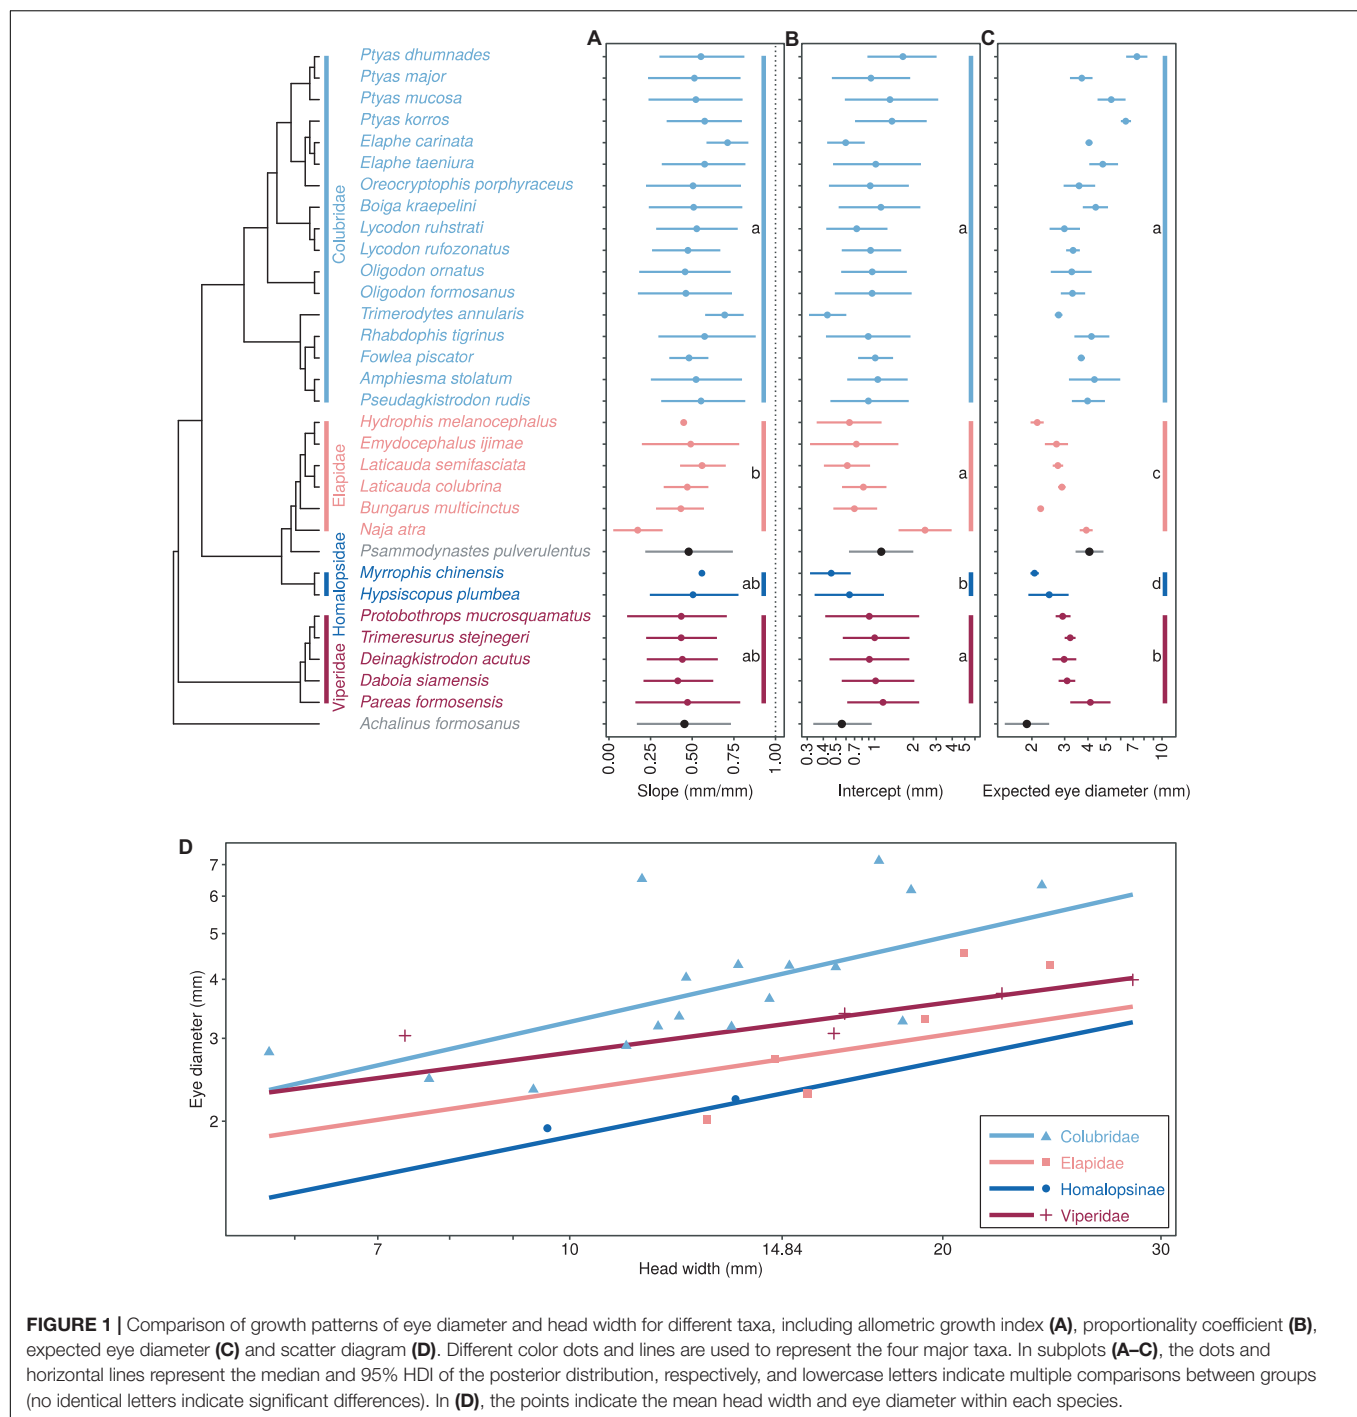 A
B
C
Ptyas dhumnades
Ptyas major
Ptyas mucosa
Ptyas korros
Elaphe carinata
Elaphe taeniura
Oreocryptophis porphyraceus
Boiga kraepelini
Lycodon ruhstrati
Lycodon rufozonatus
Oligodon ornatus
Oligodon formosanus
Trimerodytes annularis
Rhabdophis tigrinus
Fowlea piscator
Amphiesma stolatum
Pseudagkistrodon rudis
Hydrophis melanocephalus
Emydocephalus ijimae
Laticauda semifasciata
Laticauda colubrina
Bungarus multicinctus
Naja atra
Psammodynastes pulverulentus
Myrrophis chinensis
Hypsiscopus plumbea
Protobothrops mucrosquamatus
Trimeresurus stejnegeri
Deinagkistrodon acutus
Daboia siamensis
Pareas formosensis
Achalinus formosanus
Colubridae
Elapidae
Homalopsidae
Viperidae
a a a
b a c
ab b d
ab a b
0.00 0.25 0.50 0.75 1.00
0.3 0.4 0.5 0.7 1 2 3 5
2 3 4 5 7 10
Slope (mm/mm)
Intercept (mm)
Expected eye diameter (mm)
D
7
6
5
4
3
2
Eye diameter (mm)
Colubridae
Elapidae
Homalopsinae
Viperidae
7 10 14.84 20 30
Head width (mm)
FIGURE 1 | Comparison of growth patterns of eye diameter and head width for different taxa, including allometric growth index (A), proportionality coefficient (B),
expected eye diameter (C) and scatter diagram (D). Different color dots and lines are used to represent the four major taxa. In subplots (A–C), the dots and
horizontal lines represent the median and 95% HDI of the posterior distribution, respectively, and lowercase letters indicate multiple comparisons between groups
(no identical letters indicate significant differences). In (D), the points indicate the mean head width and eye diameter within each species.